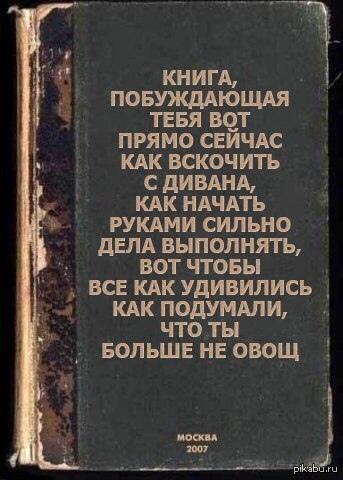 КНИГА,
ПОБУЖДАЮЩАЯ
ТЕБЯ ВОТ
ПРЯМО СЕЙЧАС
КАК ВСКОЧИТЬ
С ДИВАНА,
КАК НАЧАТЬ
РУКАМИ СИЛЬНО
ДЕЛА ВЫПОЛНЯТЬ,
ВОТ ЧТОБЫ
ВСЕ КАК УДИВИЛИСЬ
КАК ПОДУМАЛИ,
ЧТО ТЫ
БОЛЬШЕ НЕ ОВОЩ
МОСКВА
2007
pikabu.ru